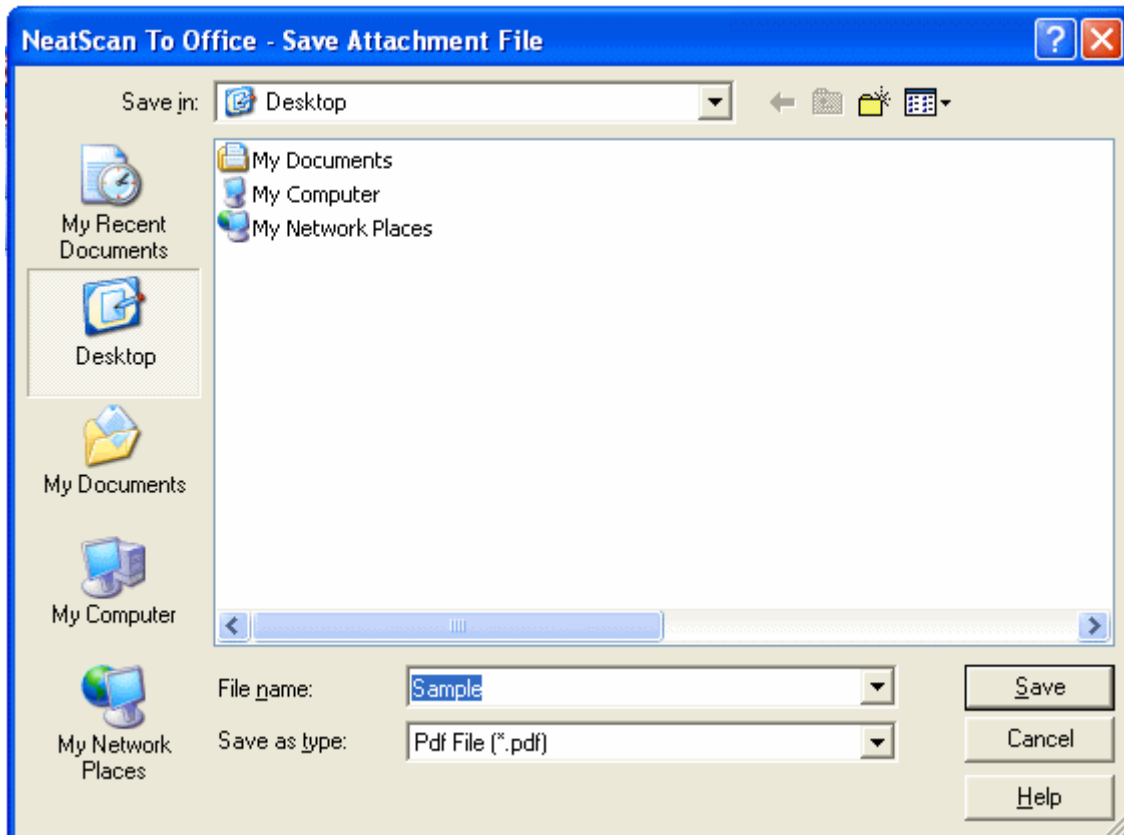 NeatScan To Office - Save Attachment File
Save in: Desktop
My Recent
Documents
Desktop
My Documents
My Computer
My Network
Places
My Documents
My Computer
My Network Places
File name: Sample
Save as type: Pdf File (*.pdf)
Save
Cancel
Help